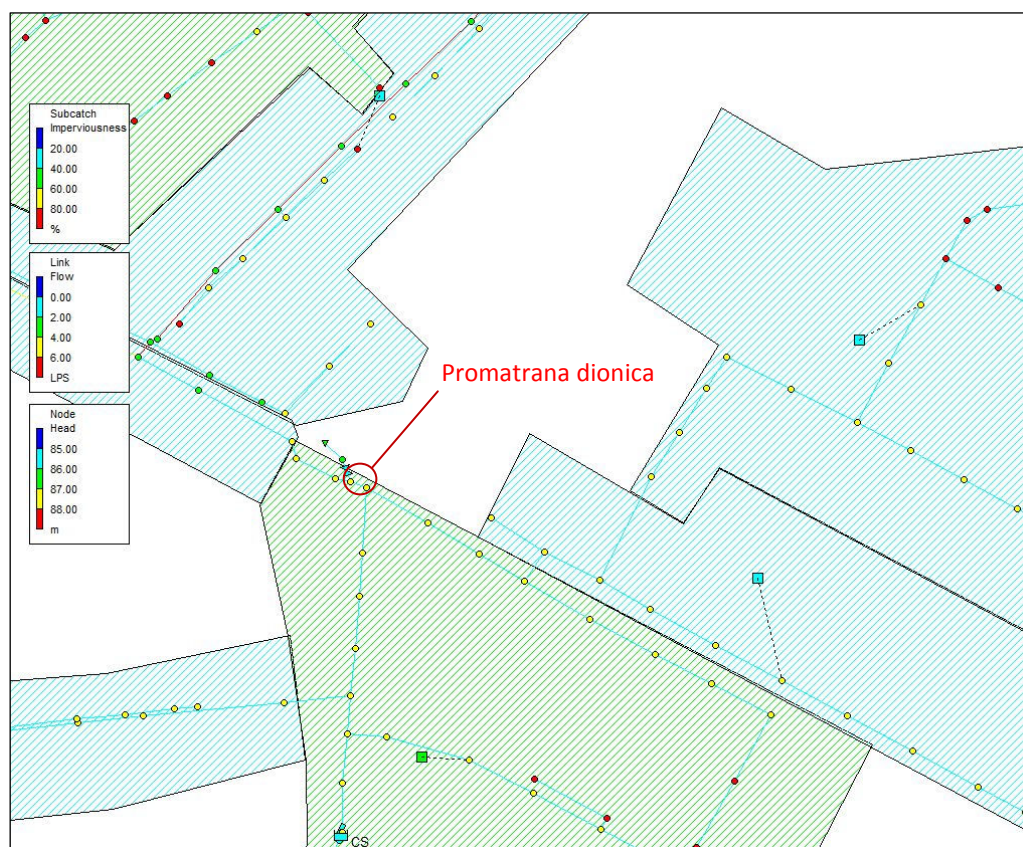 Subcatch
Imperviousness
20.00
40.00
60.00
80.00
%
Link
Flow
0.00
2.00
4.00
6.00
LPS
Node
Head
85.00
86.00
87.00
88.00
m
Promatrana dionica
CS